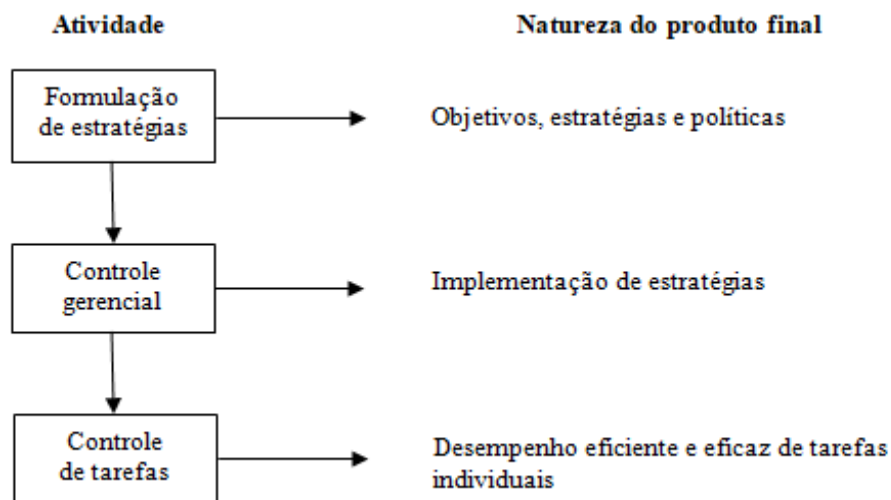 Atividade
Natureza do produto final
Formulação
de estratégias
Objetivos, estratégias e políticas
Controle
gerencial
Implementação de estratégias
Controle
de tarefas
Desempenho eficiente e eficaz de tarefas
individuais